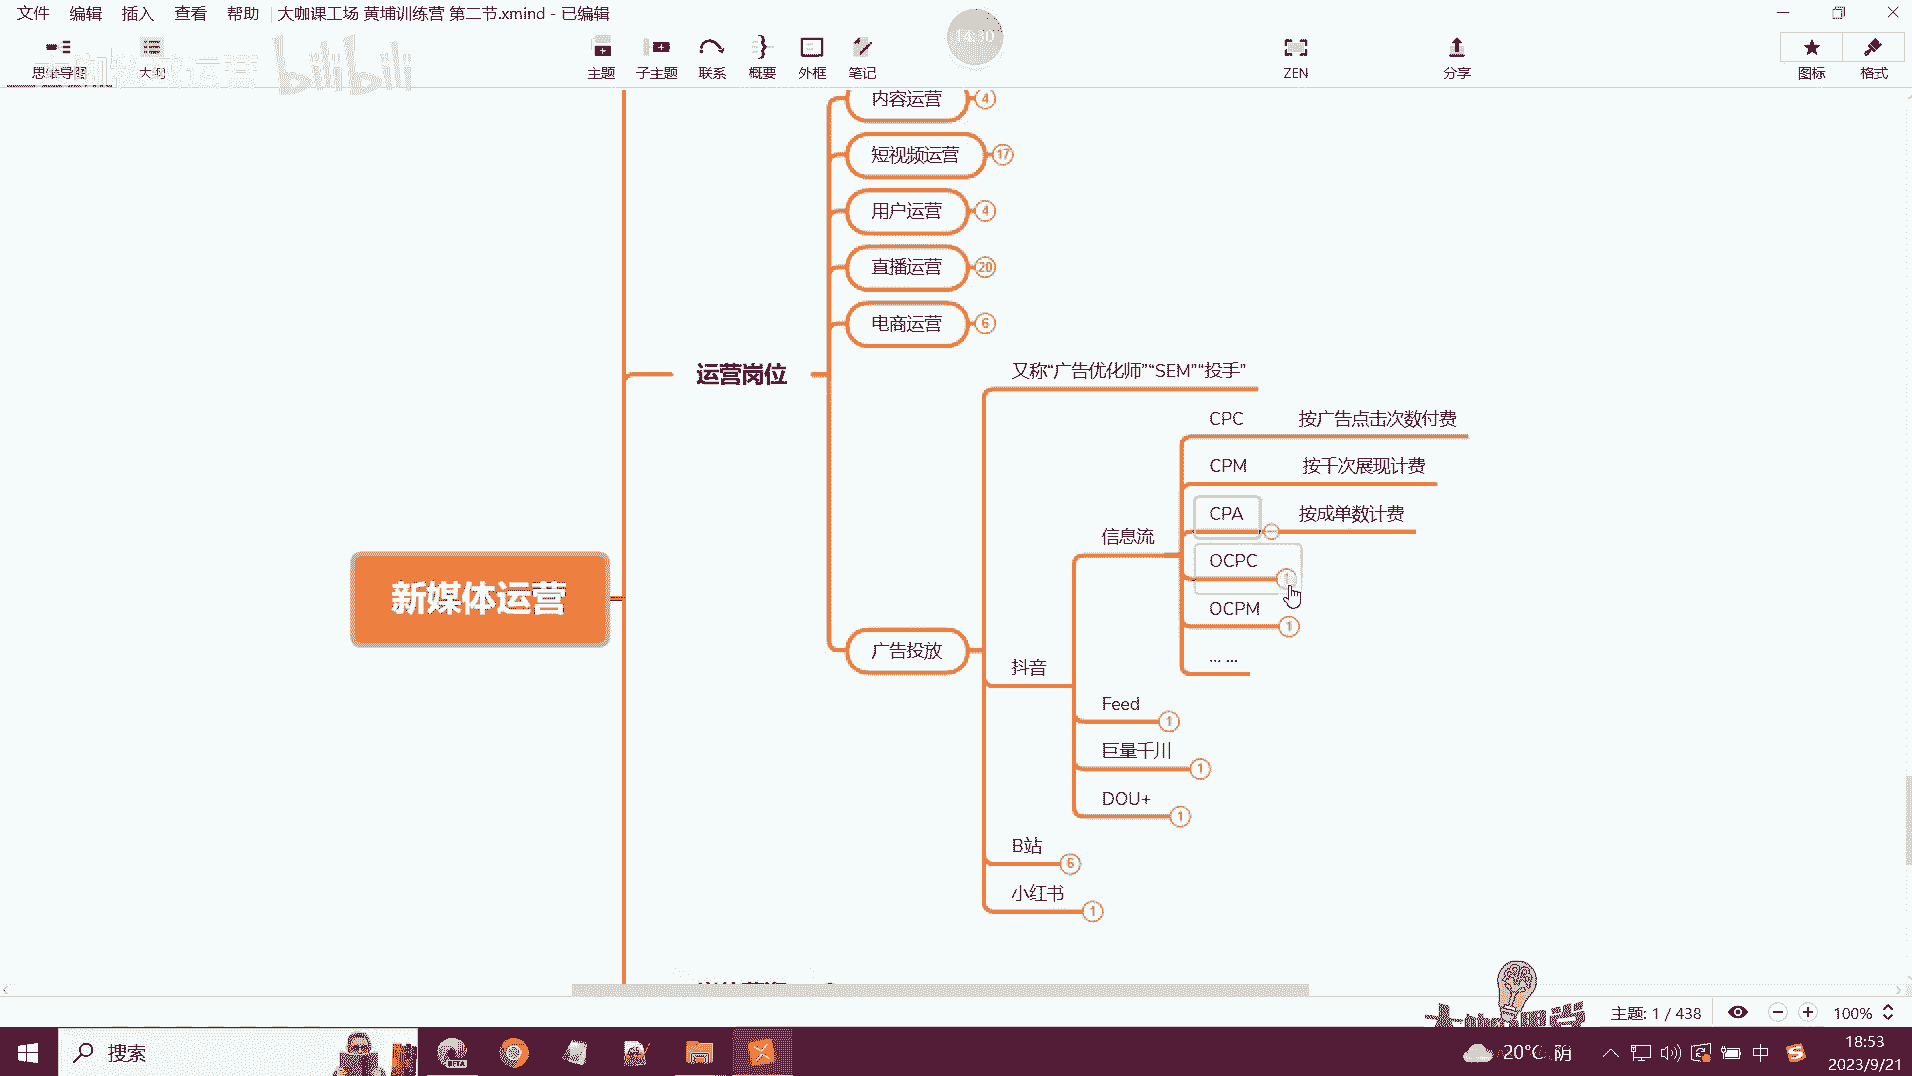 文件 编辑 插入 查看 帮助 大咖课工场 黄埔训练营 第二节.xmind - 已编辑
14:30
bilibili
思维导图 大纲 主题 子主题 联系 概要 外框 笔记 ZEN 分享 图标 格式
内容运营 4
短视频运营 17
用户运营 4
直播运营 20
电商运营 6
运营岗位
又称“广告优化师”“SEM”“投手”
CPC 按广告点击次数付费
CPM 按千次展现计费
CPA 按成单数计费
信息流
OCPC 1
新媒体运营
OCPM 1
广告投放
... ...
抖音
Feed 1
巨量千川 1
DOU+ 1
B站 6
小红书 1
大咖课堂
主题: 1 / 438 100%
搜索
BETA
20°C 阴
中
18:53
2023/9/21